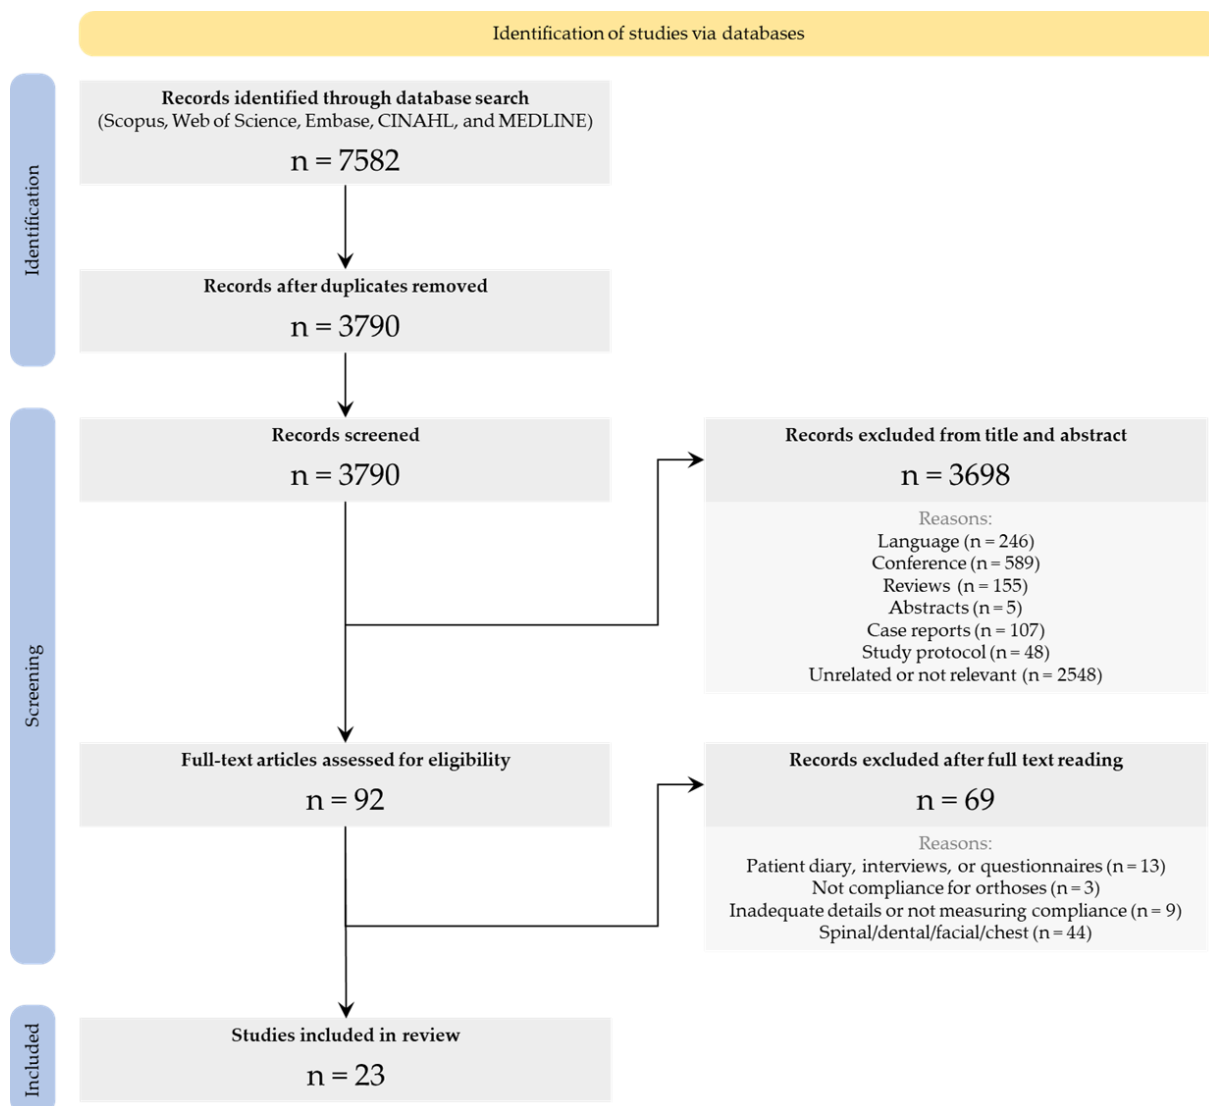 Identification of studies via databases
Identification
Records identified through database search
(Scopus, Web of Science, Embase, CINAHL, and MEDLINE)
n = 7582
Records after duplicates removed
n = 3790
Screening
Records screened
n = 3790
Records excluded from title and abstract
n = 3698
Reasons:
Language (n = 246)
Conference (n = 589)
Reviews (n = 155)
Abstracts (n = 5)
Case reports (n = 107)
Study protocol (n = 48)
Unrelated or not relevant (n = 2548)
Full-text articles assessed for eligibility
n = 92
Records excluded after full text reading
n = 69
Reasons:
Patient diary, interviews, or questionnaires (n = 13)
Not compliance for orthoses (n = 3)
Inadequate details or not measuring compliance (n = 9)
Spinal/dental/facial/chest (n = 44)
Included
Studies included in review
n = 23